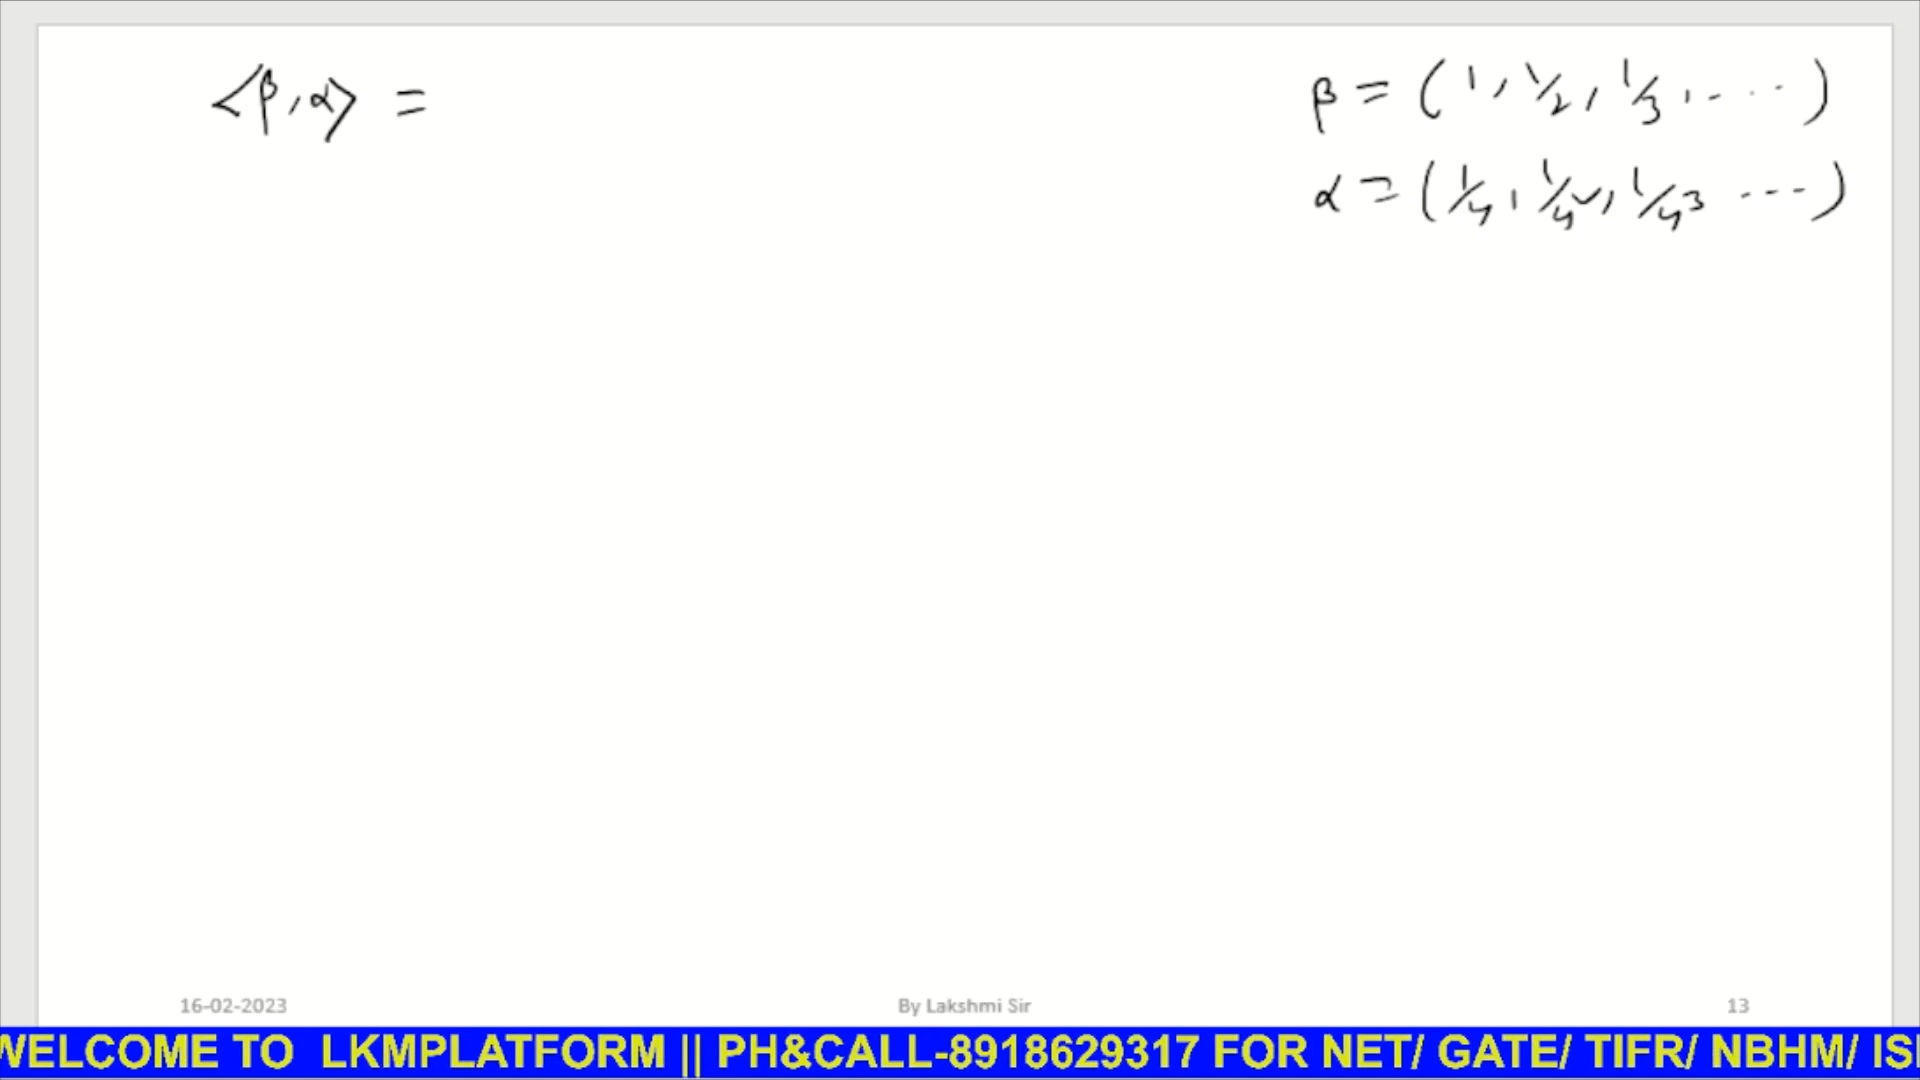 <β, α> =
β = (1, 1/2, 1/3, ....)
α = (1/4, 1/4², 1/4³ ...)
16-02-2023
By Lakshmi Sir
13
WELCOME TO LKMPLATFORM || PH&CALL-8918629317 FOR NET/ GATE/ TIFR/ NBHM/ IS